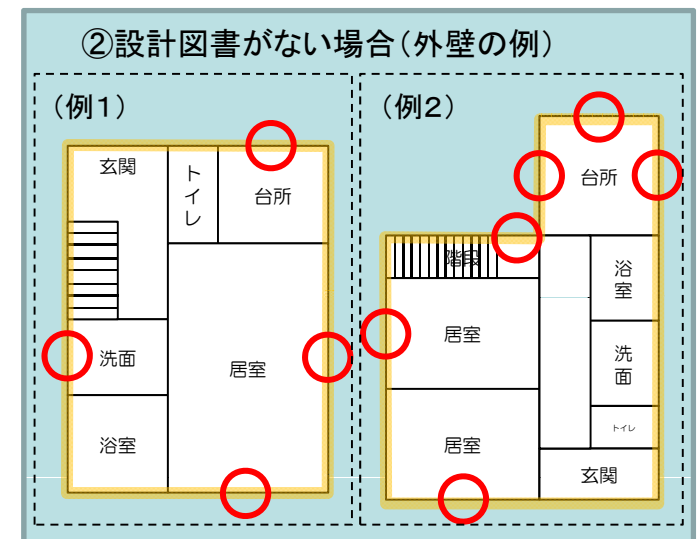 ②設計図書がない場合(外壁の例)
(例1)
玄関
トイレ
台所
洗面
居室
浴室
(例2)
台所
階段
浴室
居室
洗面
トイレ
居室
玄関